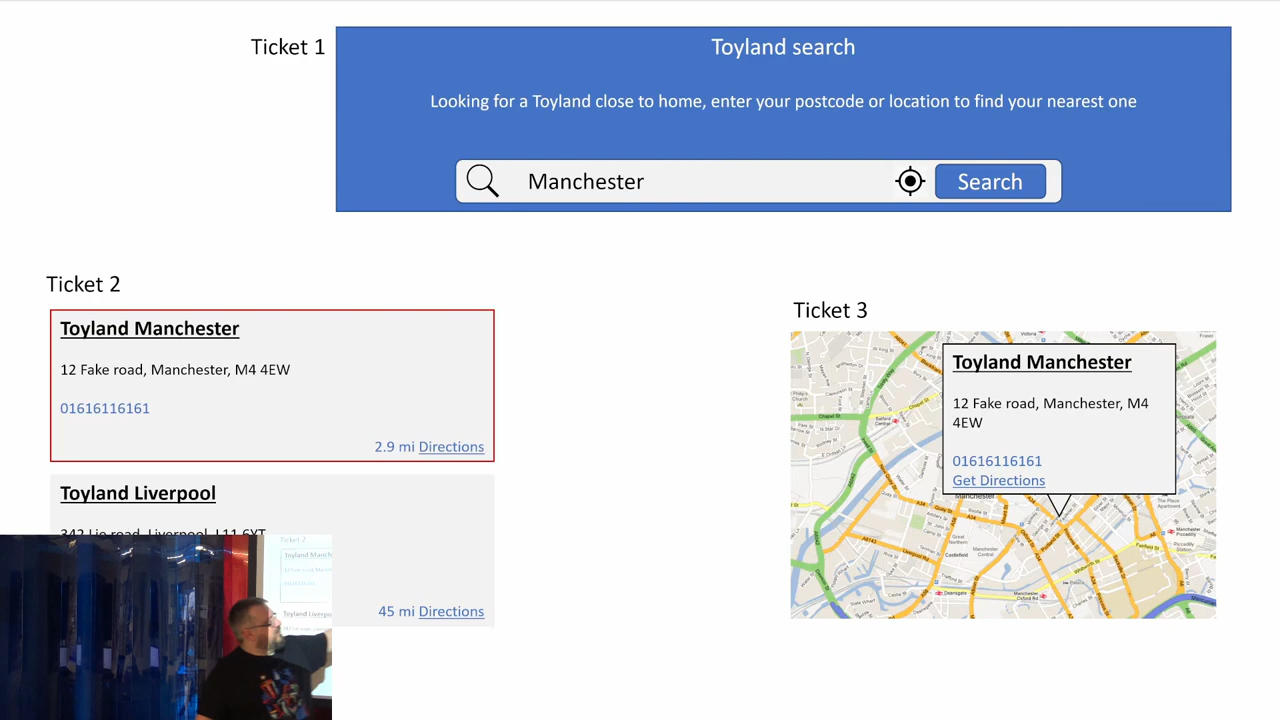 Ticket 1
Toyland search
Looking for a Toyland close to home, enter your postcode or location to find your nearest one
Manchester
Search
Ticket 2
Toyland Manchester
12 Fake road, Manchester, M4 4EW
01616116161
2.9 mi Directions
Toyland Liverpool
45 mi Directions
Ticket 3
Toyland Manchester
12 Fake road, Manchester, M4
4EW
01616116161
Get Directions
Manchester